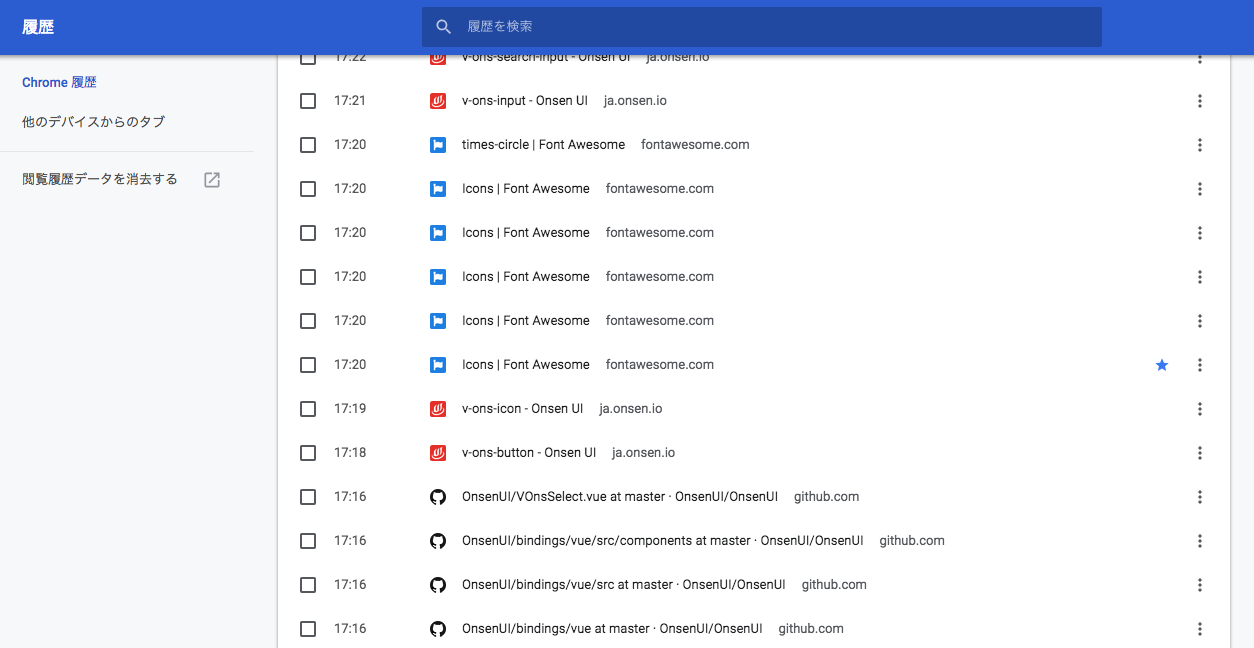 履歴
履歴を検索
Chrome 履歴
他のデバイスからのタブ
閲覧履歴データを消去する
17:22 v-ons-search-input - Onsen UI ja.onsen.io
17:21 v-ons-input - Onsen UI ja.onsen.io
17:20 times-circle | Font Awesome fontawesome.com
17:20 Icons | Font Awesome fontawesome.com
17:20 Icons | Font Awesome fontawesome.com
17:20 Icons | Font Awesome fontawesome.com
17:20 Icons | Font Awesome fontawesome.com
17:20 Icons | Font Awesome fontawesome.com
17:19 v-ons-icon - Onsen UI ja.onsen.io
17:18 v-ons-button - Onsen UI ja.onsen.io
17:16 OnsenUI/VOnsSelect.vue at master · OnsenUI/OnsenUI github.com
17:16 OnsenUI/bindings/vue/src/components at master · OnsenUI/OnsenUI github.com
17:16 OnsenUI/bindings/vue/src at master · OnsenUI/OnsenUI github.com
17:16 OnsenUI/bindings/vue at master · OnsenUI/OnsenUI github.com